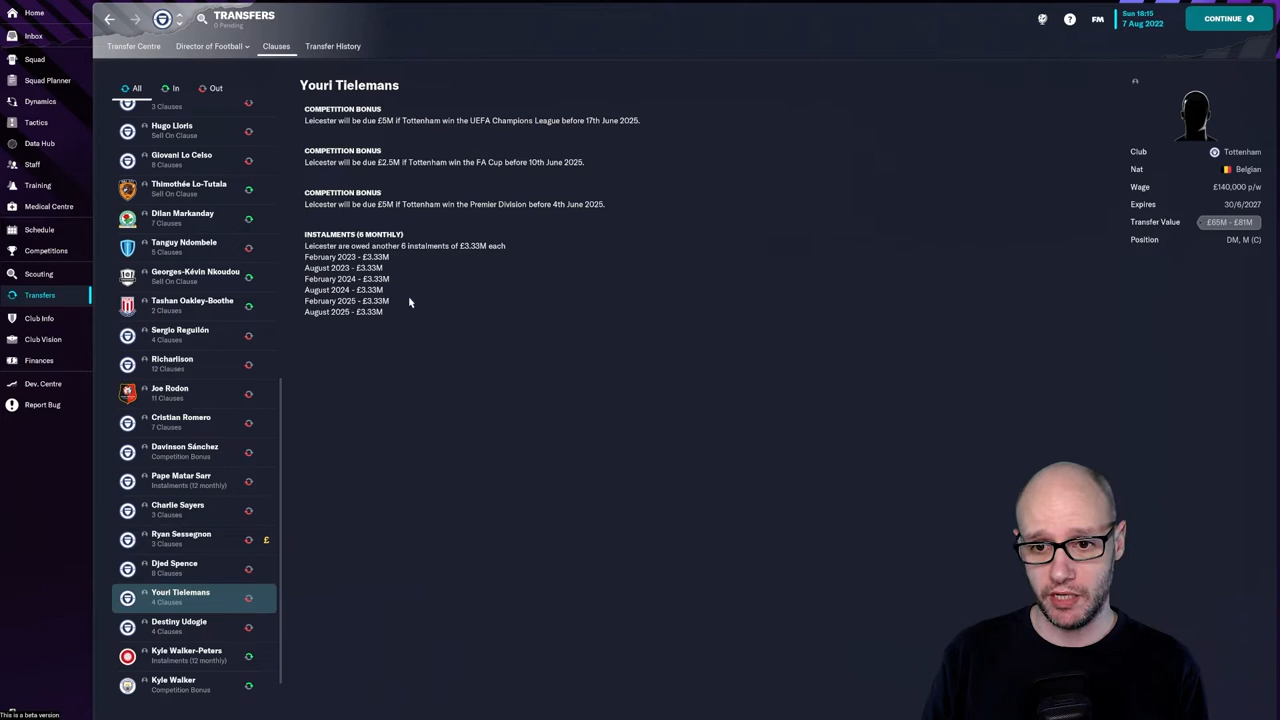 Home
Inbox
Squad
Squad Planner
Dynamics
Tactics
Data Hub
Staff
Training
Medical Centre
Schedule
Competitions
Scouting
Transfers
Club Info
Club Vision
Finances
Dev. Centre
Report Bug
This is a beta version
TRANSFERS
0 Pending
FM
Sun 18:15
7 Aug 2022
CONTINUE
Transfer Centre
Director of Football
Clauses
Transfer History
All
In
Out
3 Clauses
Hugo Lloris
Sell On Clause
Giovani Lo Celso
8 Clauses
Thimothée Lo-Tutala
Sell On Clause
Dilan Markanday
7 Clauses
Tanguy Ndombele
5 Clauses
Georges-Kévin Nkoudou
Sell On Clause
Tashan Oakley-Boothe
2 Clauses
Sergio Reguilón
4 Clauses
Richarlison
12 Clauses
Joe Rodon
11 Clauses
Cristian Romero
7 Clauses
Davinson Sánchez
Competition Bonus
Pape Matar Sarr
Instalments (12 monthly)
Charlie Sayers
3 Clauses
Ryan Sessegnon
3 Clauses
£
Djed Spence
8 Clauses
Youri Tielemans
4 Clauses
Destiny Udogie
4 Clauses
Kyle Walker-Peters
Instalments (12 monthly)
Kyle Walker
Competition Bonus
Youri Tielemans
COMPETITION BONUS
Leicester will be due £5M if Tottenham win the UEFA Champions League before 17th June 2025.
COMPETITION BONUS
Leicester will be due £2.5M if Tottenham win the FA Cup before 10th June 2025.
COMPETITION BONUS
Leicester will be due £5M if Tottenham win the Premier Division before 4th June 2025.
INSTALMENTS (6 MONTHLY)
Leicester are owed another 6 instalments of £3.33M each
February 2023 - £3.33M
August 2023 - £3.33M
February 2024 - £3.33M
August 2024 - £3.33M
February 2025 - £3.33M
August 2025 - £3.33M
Club Tottenham
Nat Belgian
Wage £140,000 p/w
Expires 30/6/2027
Transfer Value £65M - £81M
Position DM, M (C)